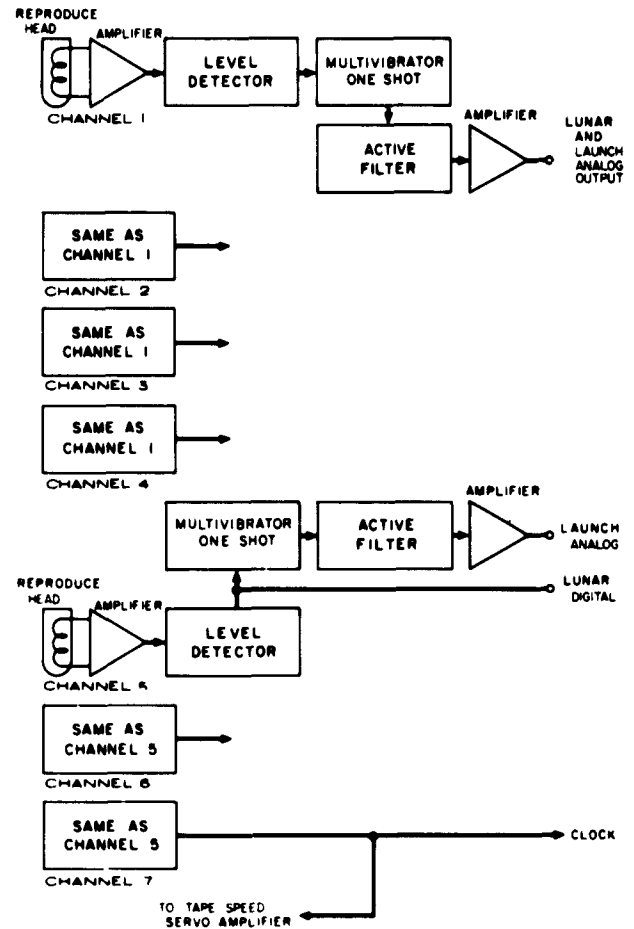 REPRODUCE
HEAD
AMPLIFIER
LEVEL
DETECTOR
MULTIVIBRATOR
ONE SHOT
CHANNEL 1
ACTIVE
FILTER
AMPLIFIER
LUNAR
AND
LAUNCH
ANALOG
OUTPUT
SAME AS
CHANNEL 1
CHANNEL 2
SAME AS
CHANNEL 1
CHANNEL 3
SAME AS
CHANNEL 1
CHANNEL 4
MULTIVIBRATOR
ONE SHOT
ACTIVE
FILTER
AMPLIFIER
LAUNCH
ANALOG
LUNAR
DIGITAL
REPRODUCE
HEAD
AMPLIFIER
LEVEL
DETECTOR
CHANNEL 5
SAME AS
CHANNEL 5
CHANNEL 6
SAME AS
CHANNEL 5
CHANNEL 7
CLOCK
TO TAPE SPEED
SERVO AMPLIFIER